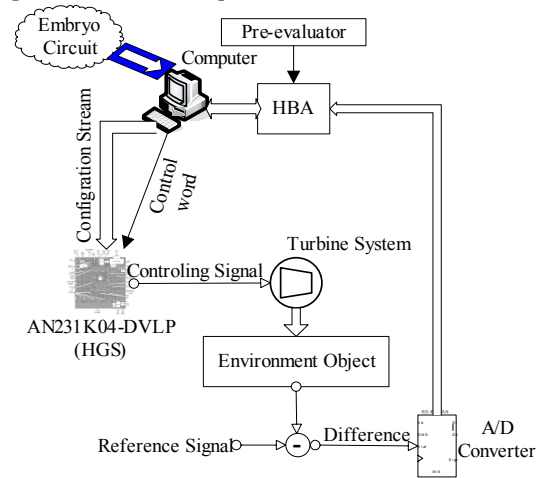 Embryo
Circuit
Pre-evaluator
Computer
HBA
Configration Stream
Control
word
Turbine System
Controling Signal
AN231K04-DVLP
(HGS)
Environment Object
Reference Signal
-
Difference
A/D
Converter